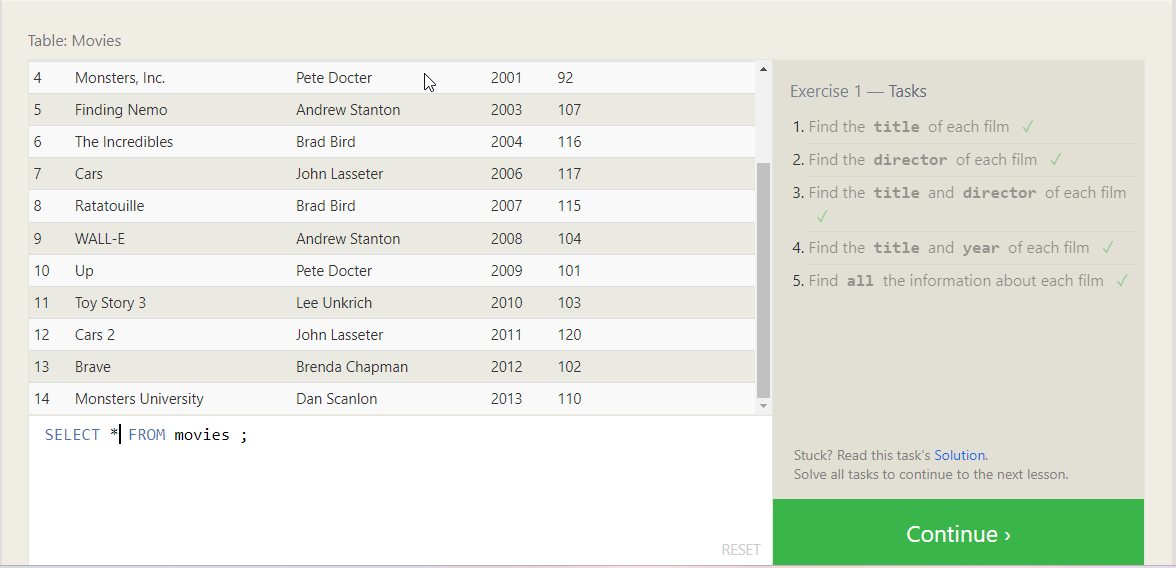 Table: Movies
4 Monsters, Inc. Pete Docter 2001 92
5 Finding Nemo Andrew Stanton 2003 107
6 The Incredibles Brad Bird 2004 116
7 Cars John Lasseter 2006 117
8 Ratatouille Brad Bird 2007 115
9 WALL-E Andrew Stanton 2008 104
10 Up Pete Docter 2009 101
11 Toy Story 3 Lee Unkrich 2010 103
12 Cars 2 John Lasseter 2011 120
13 Brave Brenda Chapman 2012 102
14 Monsters University Dan Scanlon 2013 110
SELECT * FROM movies ;
RESET
Exercise 1 — Tasks
1. Find the title of each film ✓
2. Find the director of each film ✓
3. Find the title and director of each film
✓
4. Find the title and year of each film ✓
5. Find all the information about each film ✓
Stuck? Read this task's Solution.
Solve all tasks to continue to the next lesson.
Continue ›